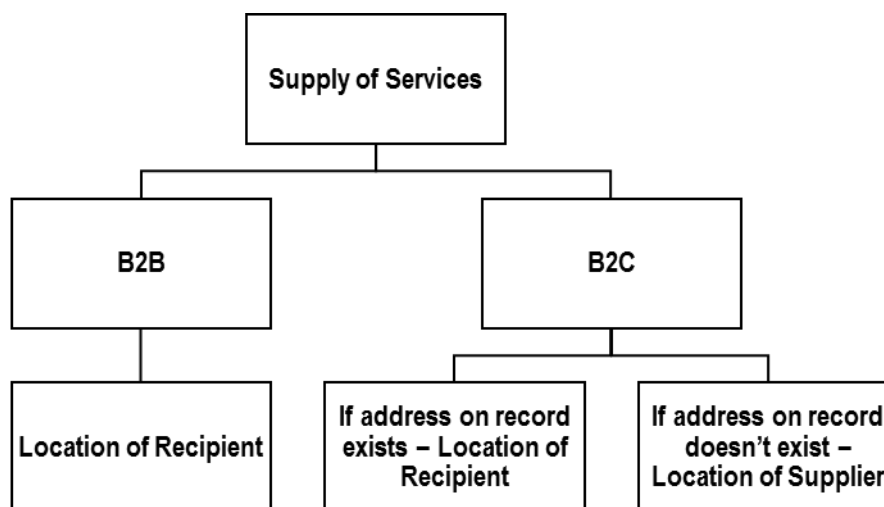 Supply of Services
B2B
B2C
Location of Recipient
If address on record
exists – Location of
Recipient
If address on record
doesn’t exist –
Location of Supplier